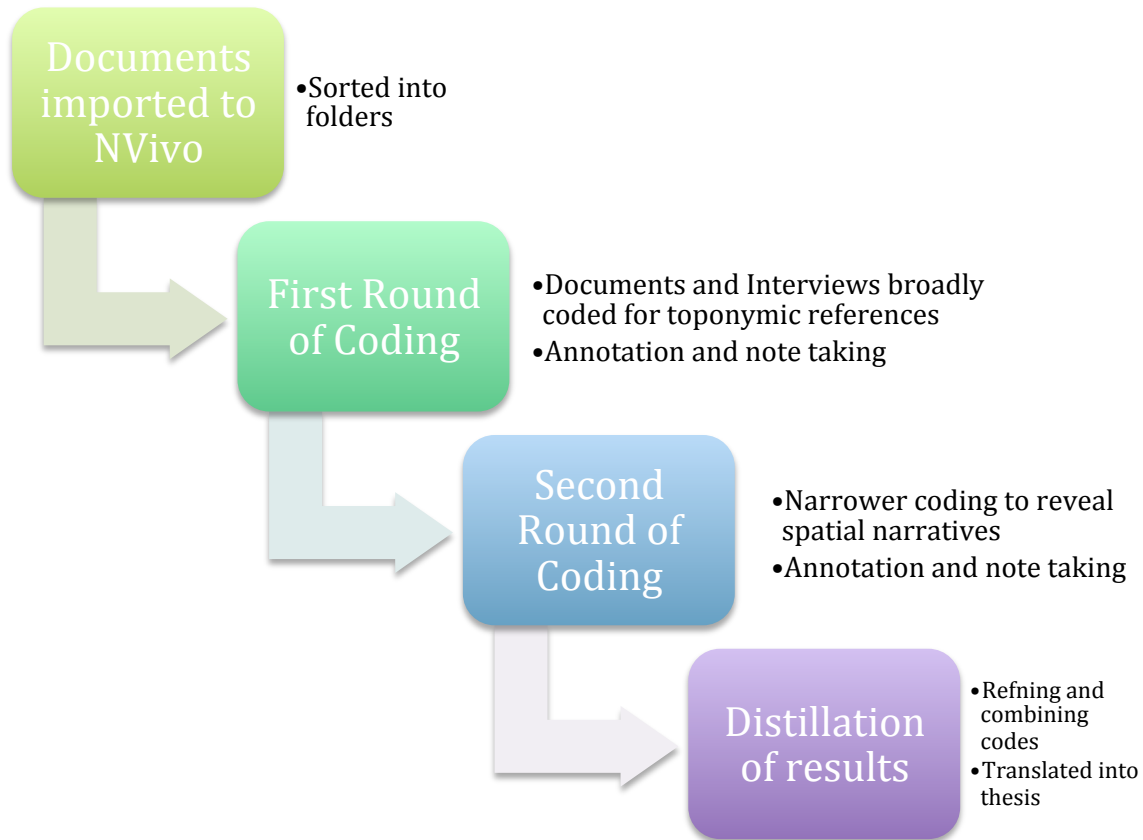 Documents
imported to
NVivo
•Sorted into
folders
First Round
of Coding
•Documents and Interviews broadly
coded for toponymic references
•Annotation and note taking
Second
Round of
Coding
•Narrower coding to reveal
spatial narratives
•Annotation and note taking
Distillation
of results
•Refning and
combining
codes
•Translated into
thesis